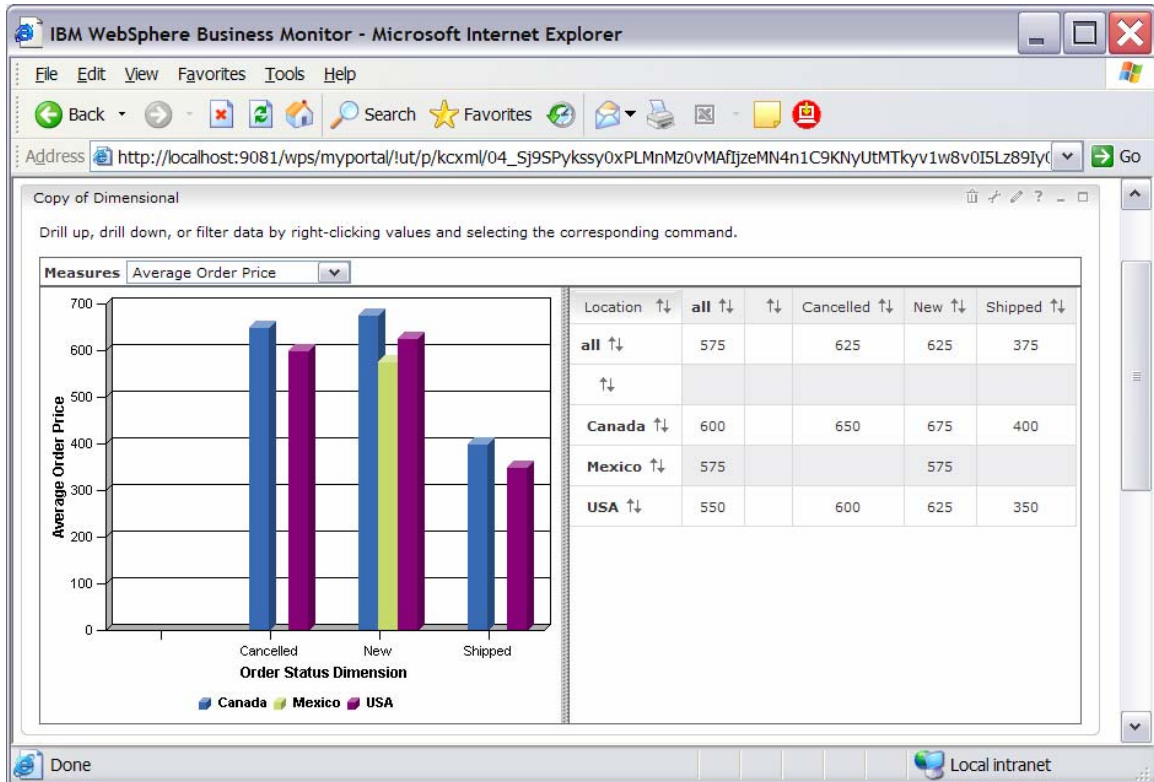 IBM WebSphere Business Monitor - Microsoft Internet Explorer
File Edit View Favorites Tools Help
Back Search Favorites
Address http://localhost:9081/wps/myportal/!ut/p/kcxml/04_Sj9SPykssy0xPLMnMz0vMAfIjzeMN4n1C9KNyUtMTkyv1w8v0I5Lz89Iy Go
Copy of Dimensional
?
Drill up, drill down, or filter data by right-clicking values and selecting the corresponding command.
Measures Average Order Price
700
600
500
400
300
200
100
0
Average Order Price
Cancelled New Shipped
Order Status Dimension
Canada Mexico USA
Location all Cancelled New Shipped
all 575 625 625 375
Canada 600 650 675 400
Mexico 575 575
USA 550 600 625 350
Done Local intranet